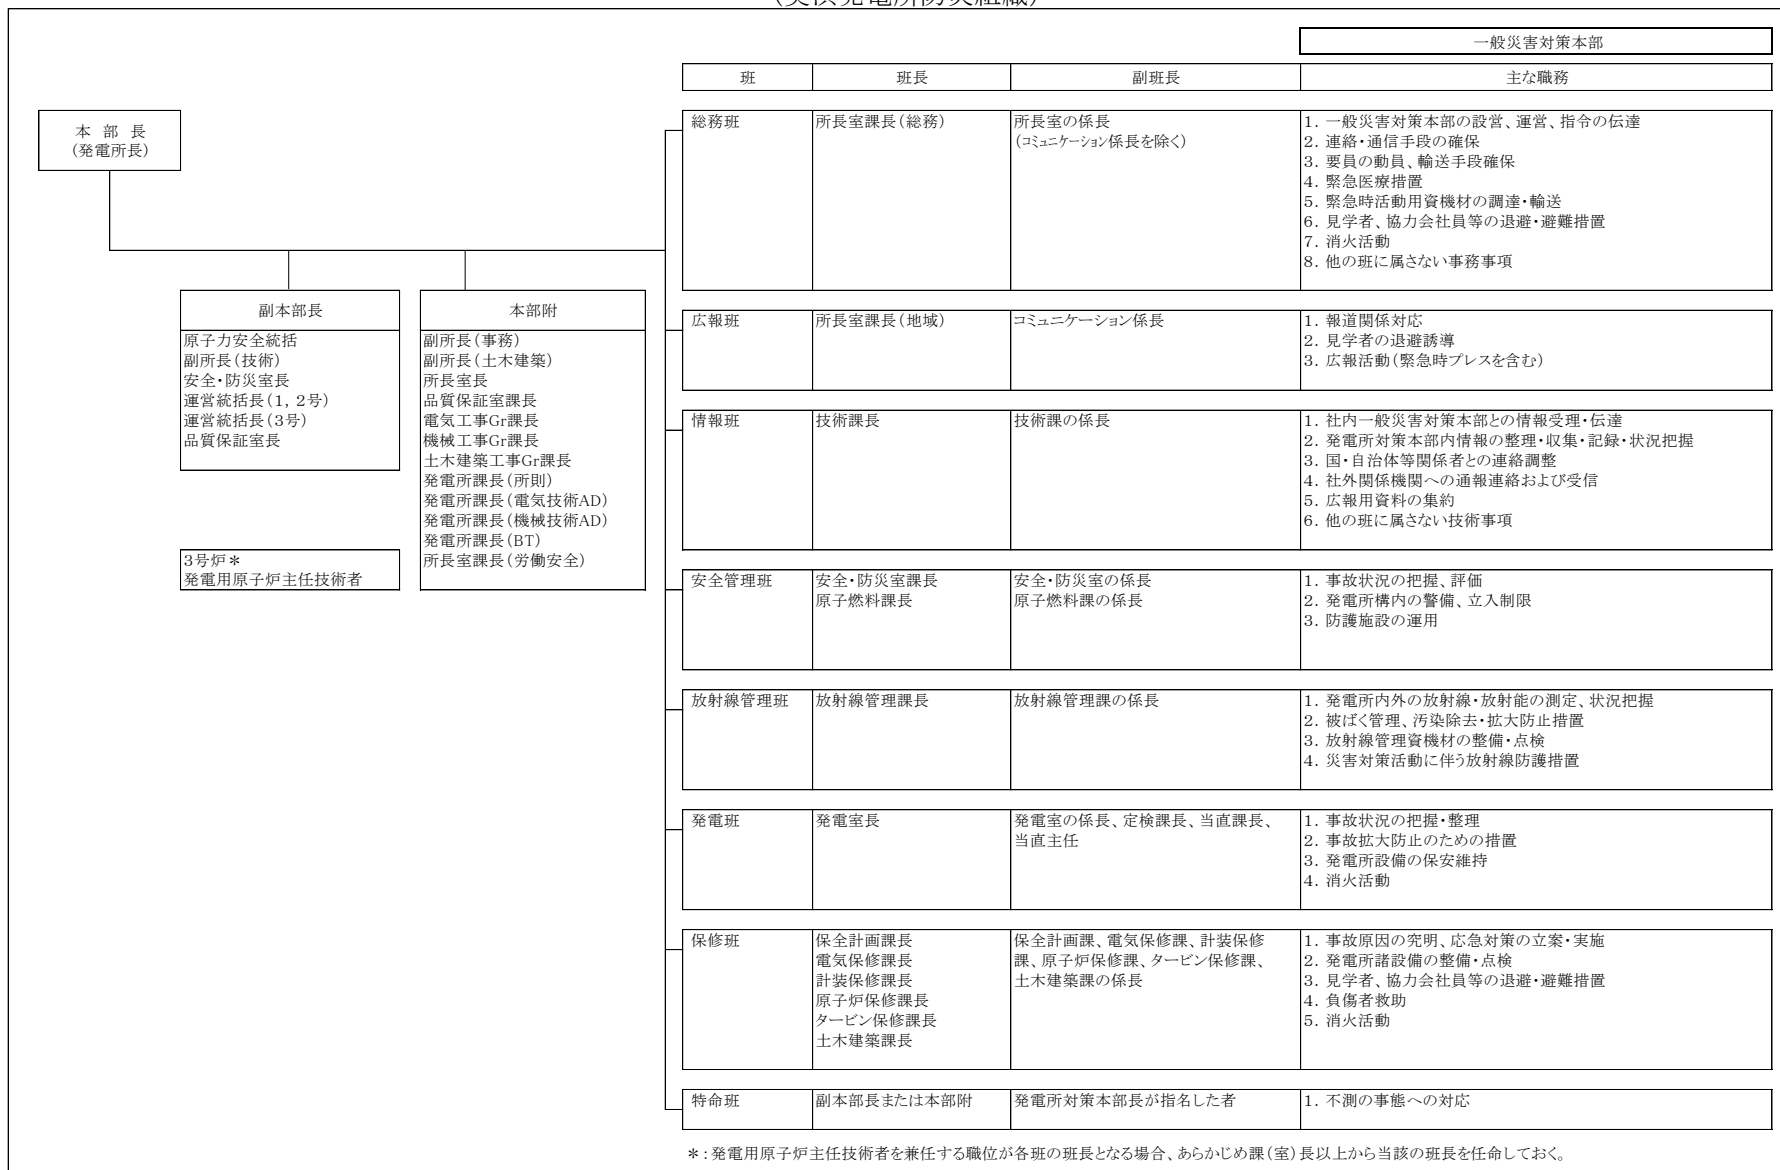 (美浜発電所防災組織)
一般災害対策本部
班 班長 副班長 主な職務
本 部 長
(発電所長)
副本部長
原子力安全統括
副所長(技術)
安全・防災室長
運営統括長(1, 2号)
運営統括長(3号)
品質保証室長
3号炉*
発電用原子炉主任技術者
本部附
副所長(事務)
副所長(土木建築)
所長室長
品質保証室課長
電気工事Gr課長
機械工事Gr課長
土木建築工事Gr課長
発電所課長(所則)
発電所課長(電気技術AD)
発電所課長(機械技術AD)
発電所課長(BT)
所長室課長(労働安全)
総務班
所長室課長(総務)
所長室の係長
(コミュニケーション係長を除く)
1. 一般災害対策本部の設営、運営、指令の伝達
2. 連絡・通信手段の確保
3. 要員の動員、輸送手段確保
4. 緊急医療措置
5. 緊急時活動用資機材の調達・輸送
6. 見学者、協力会社員等の退避・避難措置
7. 消火活動
8. 他の班に属さない事務事項
広報班
所長室課長(地域)
コミュニケーション係長
1. 報道関係対応
2. 見学者の退避誘導
3. 広報活動(緊急時プレスを含む)
情報班
技術課長
技術課の係長
1. 社内一般災害対策本部との情報受理・伝達
2. 発電所対策本部内情報の整理・収集・記録・状況把握
3. 国・自治体等関係者との連絡調整
4. 社外関係機関への通報連絡および受信
5. 広報用資料の集約
6. 他の班に属さない技術事項
安全管理班
安全・防災室課長
原子燃料課長
安全・防災室の係長
原子燃料課の係長
1. 事故状況の把握、評価
2. 発電所構内の警備、立入制限
3. 防護施設の運用
放射線管理班
放射線管理課長
放射線管理課の係長
1. 発電所内外の放射線・放射能の測定、状況把握
2. 被ばく管理、汚染除去・拡大防止措置
3. 放射線管理資機材の整備・点検
4. 災害対策活動に伴う放射線防護措置
発電班
発電室長
発電室の係長、定検課長、当直課長、
当直主任
1. 事故状況の把握・整理
2. 事故拡大防止のための措置
3. 発電所設備の保安維持
4. 消火活動
保修班
保全計画課長
電気保修課長
計装保修課長
原子炉保修課長
タービン保修課長
土木建築課長
保全計画課、電気保修課、計装保修
課、原子炉保修課、タービン保修課、
土木建築課の係長
1. 事故原因の究明、応急対策の立案・実施
2. 発電所諸設備の整備・点検
3. 見学者、協力会社員等の退避・避難措置
4. 負傷者救助
5. 消火活動
特命班
副本部長または本部附
発電所対策本部長が指名した者
1. 不測の事態への対応
*:発電用原子炉主任技術者を兼任する職位が各班の班長となる場合、あらかじめ課(室)長以上から当該の班長を任命しておく。